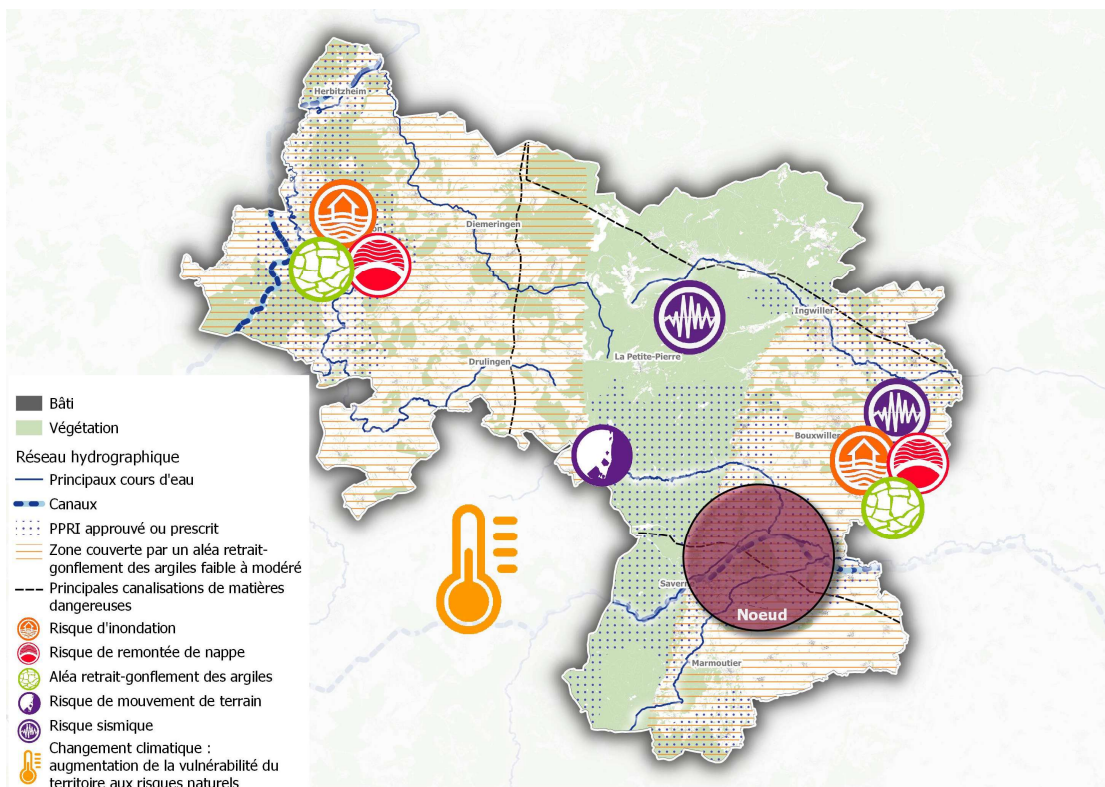 Herbitzheim
Diemeringen
Ingwiller
La Petite-Pierre
Drulingen
Bouxwiller
Noeud
Marmoutier
Bâti
Végétation
Réseau hydrographique
Principaux cours d'eau
Canaux
PPRI approuvé ou prescrit
Zone couverte par un aléa retrait-
gonflement des argiles faible à modéré
Principales canalisations de matières
dangereuses
Risque d'inondation
Risque de remontée de nappe
Aléa retrait-gonflement des argiles
Risque de mouvement de terrain
Risque sismique
Changement climatique :
augmentation de la vulnérabilité du
territoire aux risques naturels